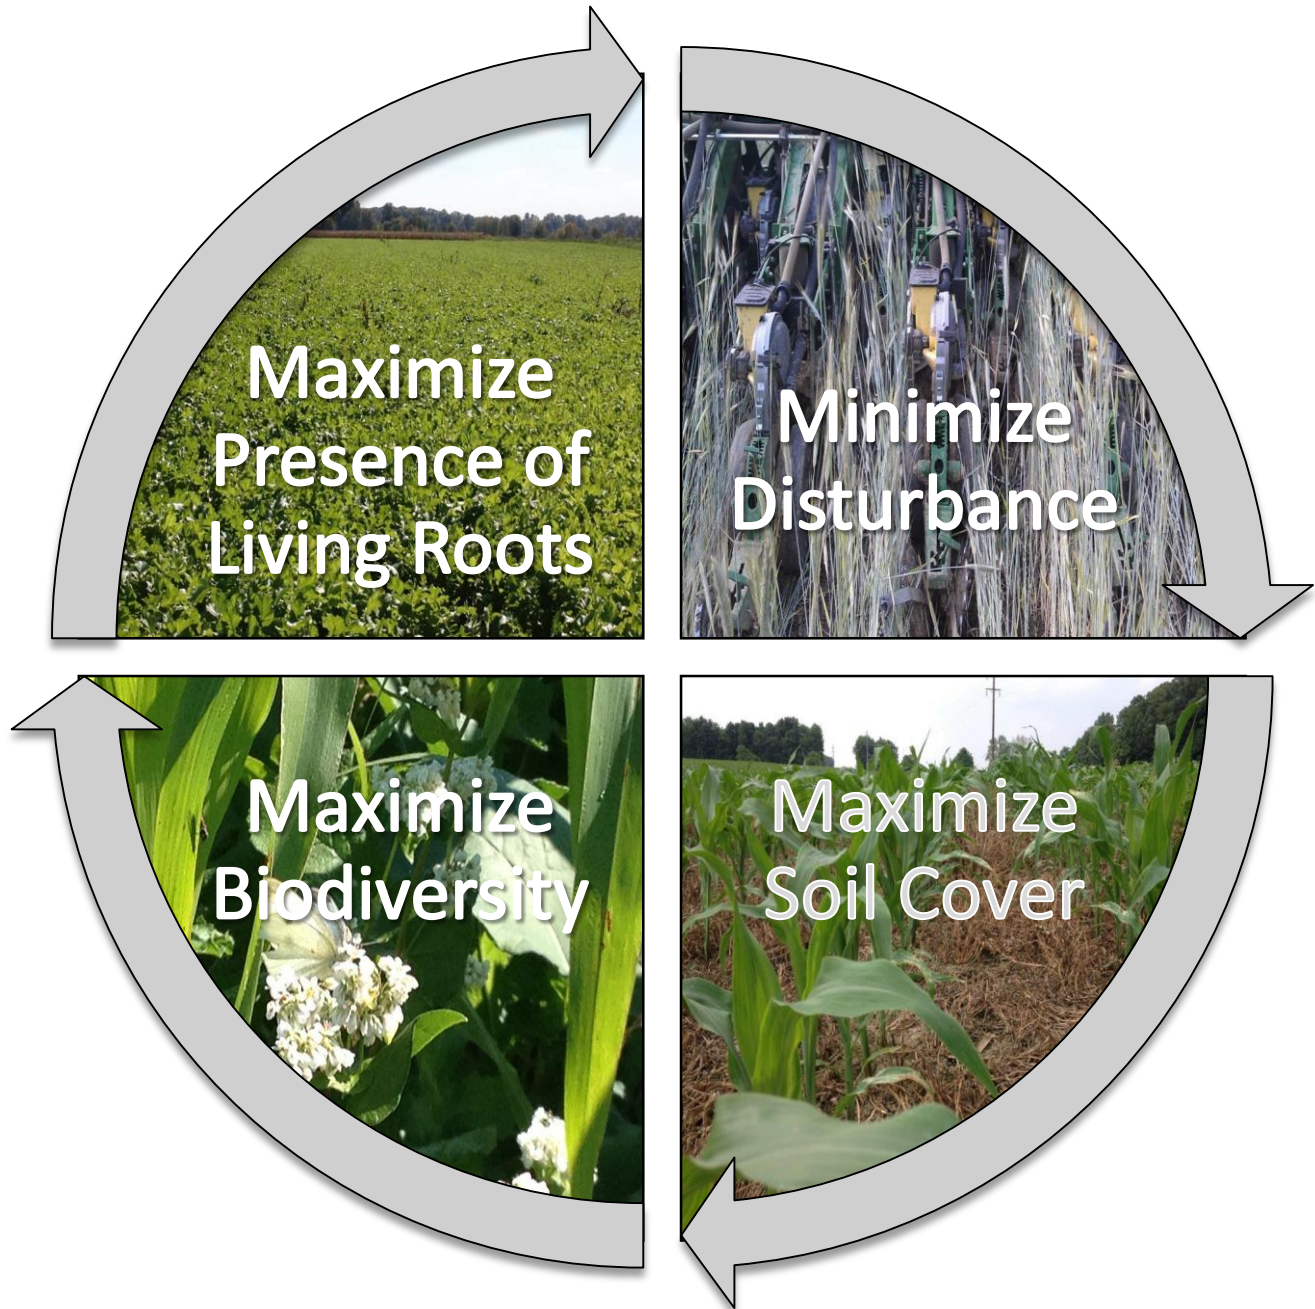 Maximize
Presence of
Living Roots
Minimize
Disturbance
Maximize
Biodiversity
Maximize
Soil Cover